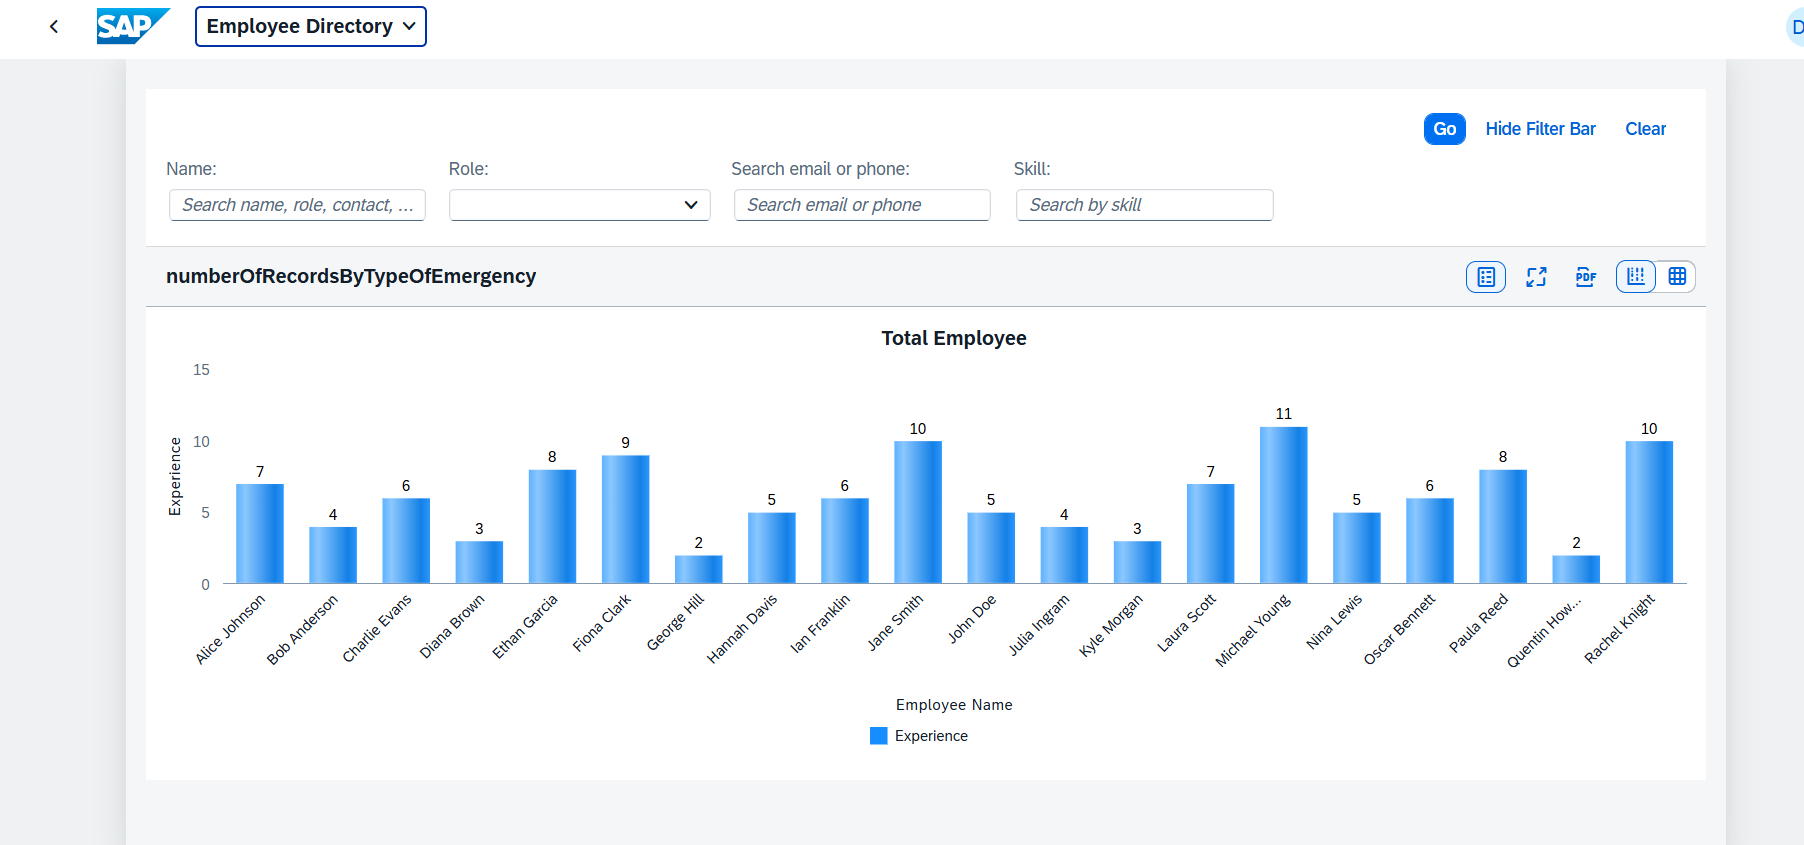 SAP Employee Directory
D
Go Hide Filter Bar Clear
Name: Role: Search email or phone: Skill:
Search name, role, contact, ... Search email or phone Search by skill
numberOfRecordsByTypeOfEmergency
PDF
Total Employee
15
10
5
0
Experience
7 4 6 3 8 9 2 5 6 10 5 4 3 7 11 5 6 8 2 10
Alice Johnson
Bob Anderson
Charlie Evans
Diana Brown
Ethan Garcia
Fiona Clark
George Hill
Hannah Davis
Ian Franklin
Jane Smith
John Doe
Julia Ingram
Kyle Morgan
Laura Scott
Michael Young
Nina Lewis
Oscar Bennett
Paula Reed
Quentin How...
Rachel Knight
Employee Name
Experience